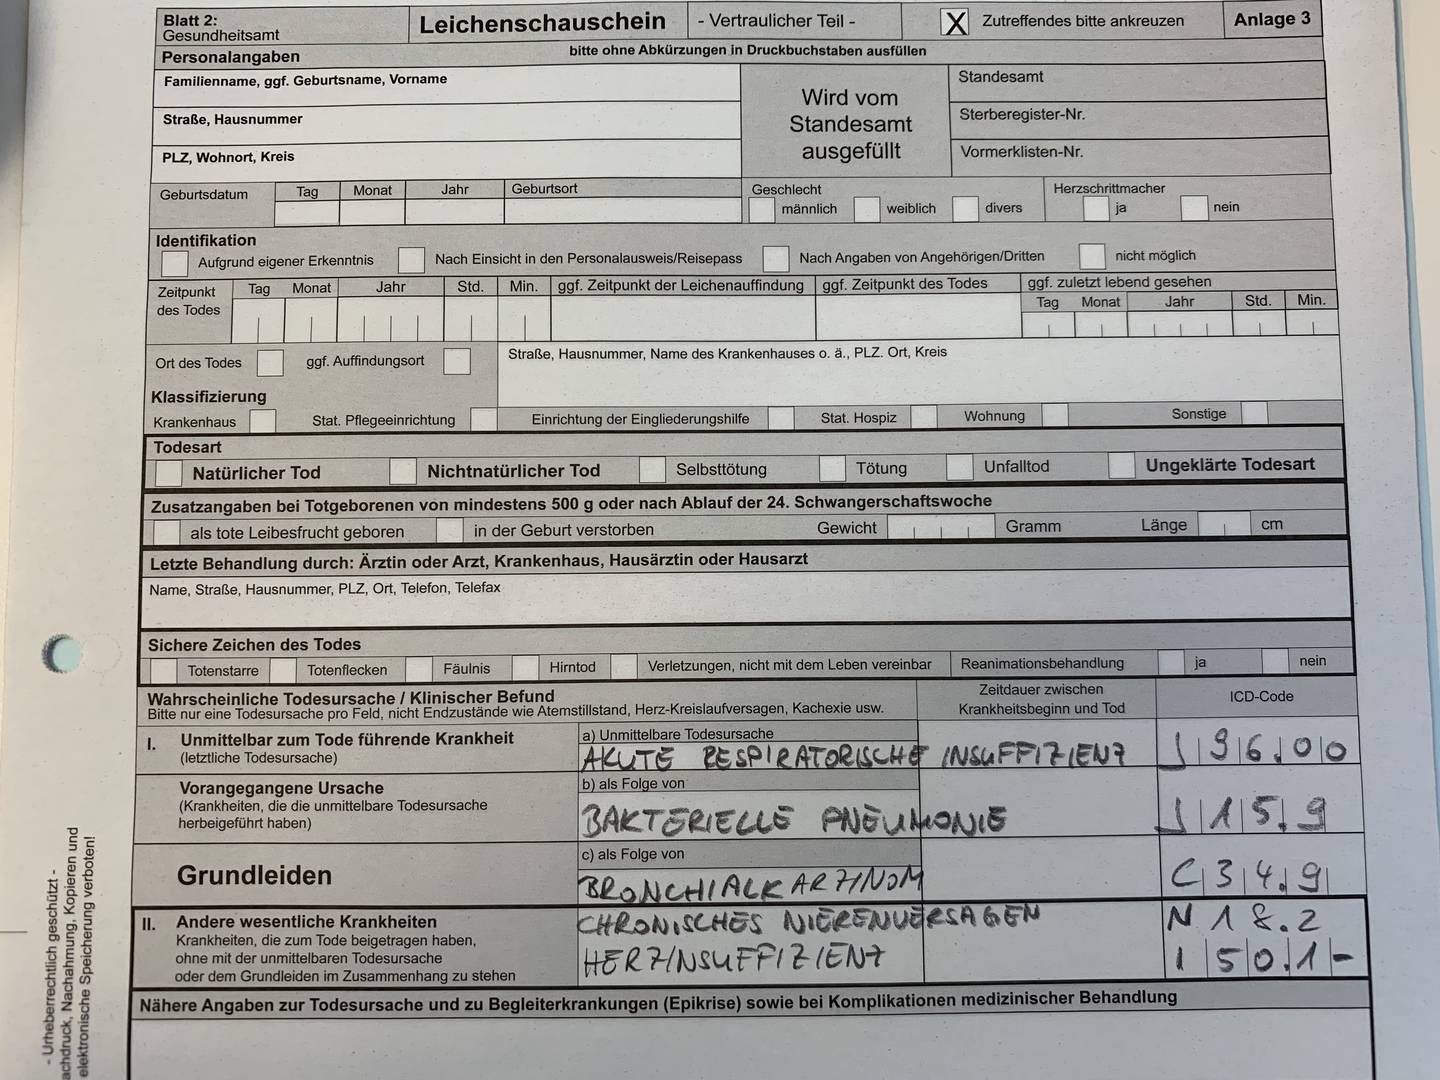 Blatt 2:
Gesundheitsamt
Leichenschauschein
- Vertraulicher Teil -
X Zutreffendes bitte ankreuzen
Anlage 3
Personalangaben
bitte ohne Abkürzungen in Druckbuchstaben ausfüllen
Familienname, ggf. Geburtsname, Vorname
Straße, Hausnummer
PLZ, Wohnort, Kreis
Wird vom
Standesamt
ausgefüllt
Standesamt
Sterberegister-Nr.
Vormerklisten-Nr.
Geburtsdatum
Tag Monat Jahr Geburtsort
Geschlecht
männlich weiblich divers
Herzschrittmacher
ja nein
Identifikation
Aufgrund eigener Erkenntnis Nach Einsicht in den Personalausweis/Reisepass Nach Angaben von Angehörigen/Dritten nicht möglich
Zeitpunkt
des Todes
Tag Monat Jahr Std. Min. ggf. Zeitpunkt der Leichenauffindung ggf. Zeitpunkt des Todes ggf. zuletzt lebend gesehen
Tag Monat Jahr Std. Min.
Ort des Todes ggf. Auffindungsort
Straße, Hausnummer, Name des Krankenhauses o. ä., PLZ. Ort, Kreis
Klassifizierung
Krankenhaus Stat. Pflegeeinrichtung Einrichtung der Eingliederungshilfe Stat. Hospiz Wohnung Sonstige
Todesart
Natürlicher Tod Nichtnatürlicher Tod Selbsttötung Tötung Unfalltod Ungeklärte Todesart
Zusatzangaben bei Totgeborenen von mindestens 500 g oder nach Ablauf der 24. Schwangerschaftswoche
als tote Leibesfrucht geboren in der Geburt verstorben Gewicht Gramm Länge cm
Letzte Behandlung durch: Ärztin oder Arzt, Krankenhaus, Hausärztin oder Hausarzt
Name, Straße, Hausnummer, PLZ, Ort, Telefon, Telefax
Sichere Zeichen des Todes
Totenstarre Totenflecken Fäulnis Hirntod Verletzungen, nicht mit dem Leben vereinbar Reanimationsbehandlung ja nein
Wahrscheinliche Todesursache / Klinischer Befund
Bitte nur eine Todesursache pro Feld, nicht Endzustände wie Atemstillstand, Herz-Kreislaufversagen, Kachexie usw.
Zeitdauer zwischen
Krankheitsbeginn und Tod
ICD-Code
I. Unmittelbar zum Tode führende Krankheit
(letztliche Todesursache)
a) Unmittelbare Todesursache
AKUTE RESPIRATORISCHE INSUFFIZIENZ J96.00
Vorangegangene Ursache
(Krankheiten, die die unmittelbare Todesursache
herbeigeführt haben)
b) als Folge von
BAKTERIELLE PNEUMONIE J15.9
Grundleiden
c) als Folge von
BRONCHIALKARZINOM C34.9
II. Andere wesentliche Krankheiten
Krankheiten, die zum Tode beigetragen haben,
ohne mit der unmittelbaren Todesursache
oder dem Grundleiden im Zusammenhang zu stehen
CHRONISCHES NIERENVERSAGEN N18.2
HERZINSUFFIZIENZ I50.1-
Nähere Angaben zur Todesursache und zu Begleiterkrankungen (Epikrise) sowie bei Komplikationen medizinischer Behandlung
- Urheberrechtlich geschützt -
achdruck, Nachahmung, Kopieren und
elektronische Speicherung verboten!